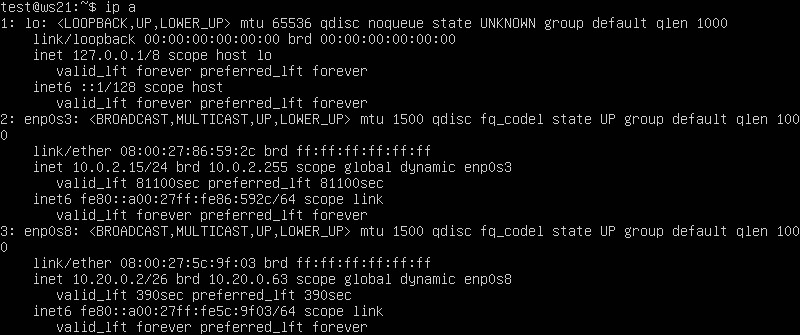 test@ws21:~$ ip a
1: lo: <LOOPBACK,UP,LOWER_UP> mtu 65536 qdisc noqueue state UNKNOWN group default qlen 1000
    link/loopback 00:00:00:00:00:00 brd 00:00:00:00:00:00
    inet 127.0.0.1/8 scope host lo
       valid_lft forever preferred_lft forever
    inet6 ::1/128 scope host
       valid_lft forever preferred_lft forever
2: enp0s3: <BROADCAST,MULTICAST,UP,LOWER_UP> mtu 1500 qdisc fq_codel state UP group default qlen 100
0
    link/ether 08:00:27:86:59:2c brd ff:ff:ff:ff:ff:ff
    inet 10.0.2.15/24 brd 10.0.2.255 scope global dynamic enp0s3
       valid_lft 81100sec preferred_lft 81100sec
    inet6 fe80::a00:27ff:fe86:592c/64 scope link
       valid_lft forever preferred_lft forever
3: enp0s8: <BROADCAST,MULTICAST,UP,LOWER_UP> mtu 1500 qdisc fq_codel state UP group default qlen 100
0
    link/ether 08:00:27:5c:9f:03 brd ff:ff:ff:ff:ff:ff
    inet 10.20.0.2/26 brd 10.20.0.63 scope global dynamic enp0s8
       valid_lft 390sec preferred_lft 390sec
    inet6 fe80::a00:27ff:fe5c:9f03/64 scope link
       valid_lft forever preferred_lft forever